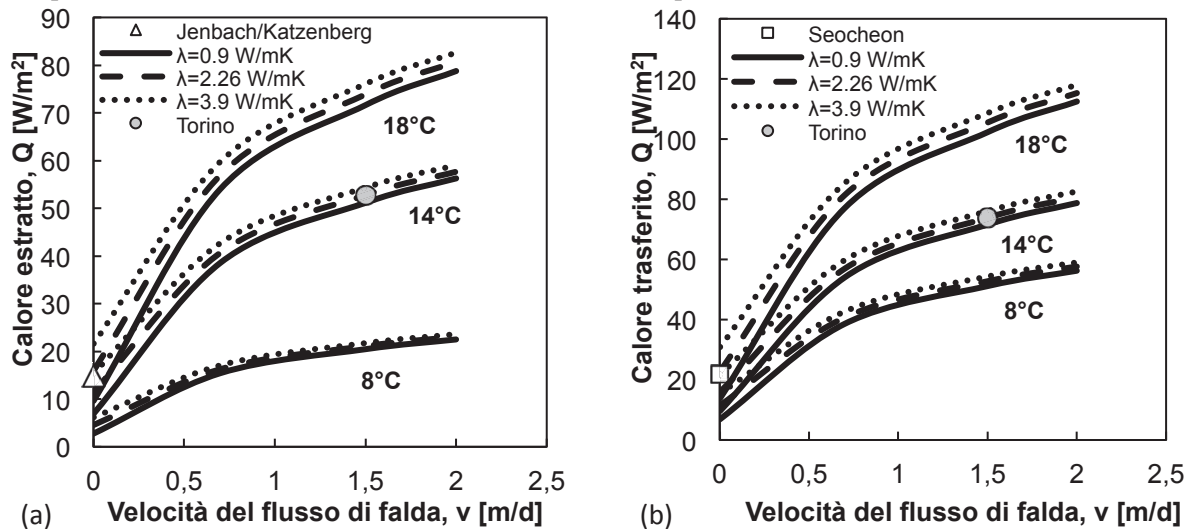 90
80
70
60
50
40
30
20
10
0
Calore estratto, Q [W/m²]
Jenbach/Katzenberg
λ=0.9 W/mK
λ=2.26 W/mK
λ=3.9 W/mK
Torino
18°C
14°C
8°C
0 0,5 1 1,5 2 2,5
(a) Velocità del flusso di falda, v [m/d]
140
120
100
80
60
40
20
0
Calore trasferito, Q [W/m²]
Seocheon
λ=0.9 W/mK
λ=2.26 W/mK
λ=3.9 W/mK
Torino
18°C
14°C
8°C
0 0,5 1 1,5 2 2,5
(b) Velocità del flusso di falda, v [m/d]